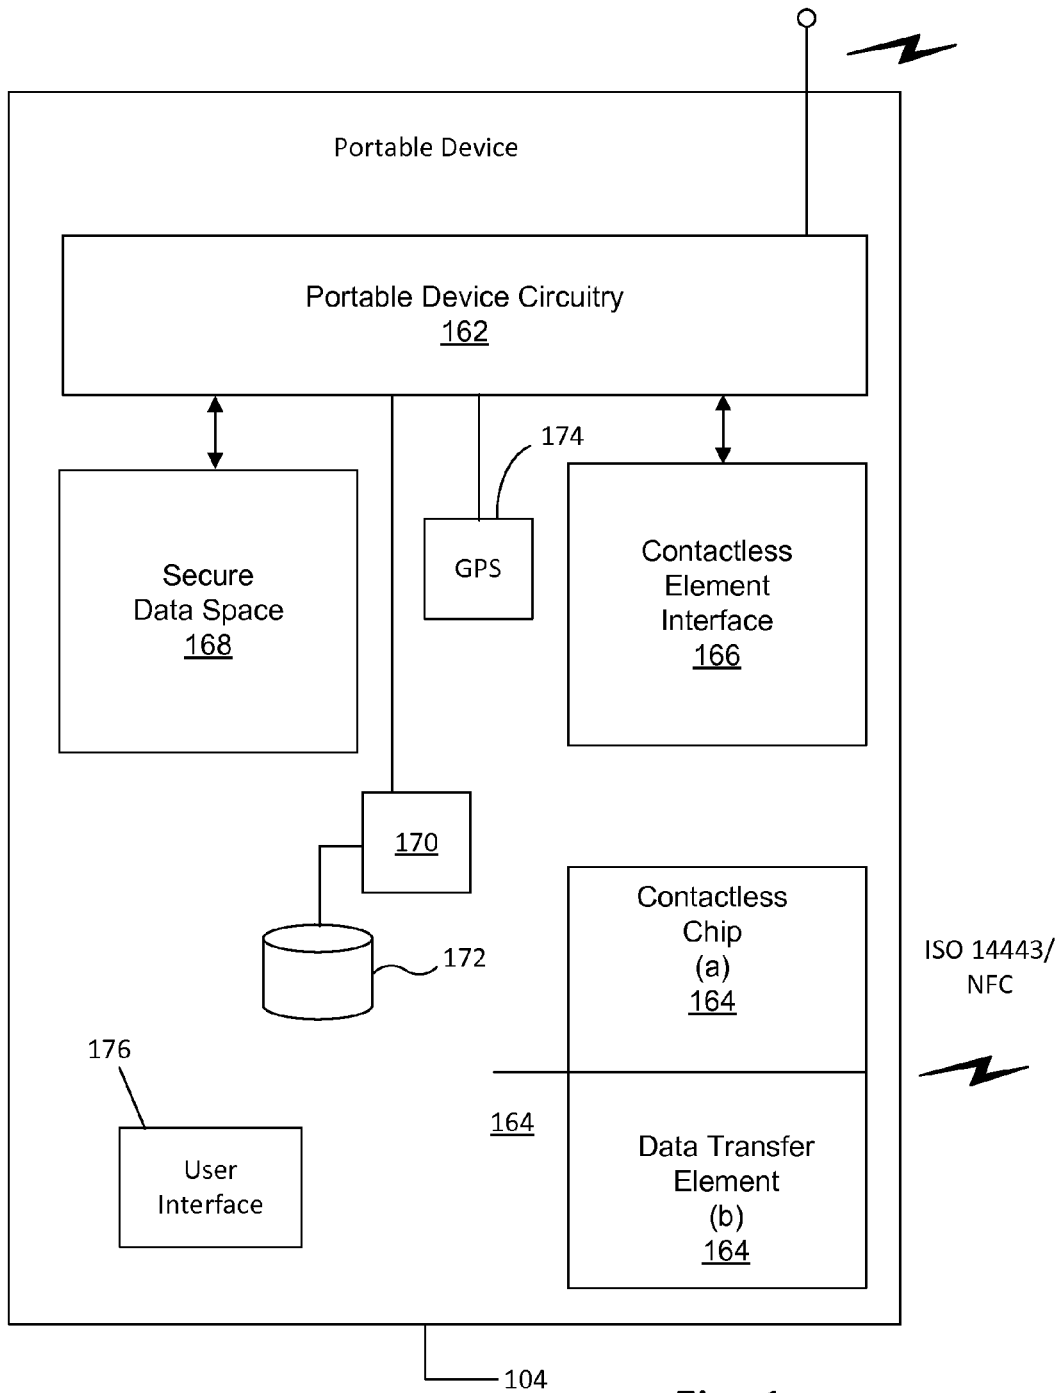 Portable Device
Portable Device Circuitry
162
174
Secure
Data Space
168
GPS
Contactless
Element
Interface
166
170
172
Contactless
Chip
(a)
164
ISO 14443/
NFC
176
User
Interface
164
Data Transfer
Element
(b)
164
104